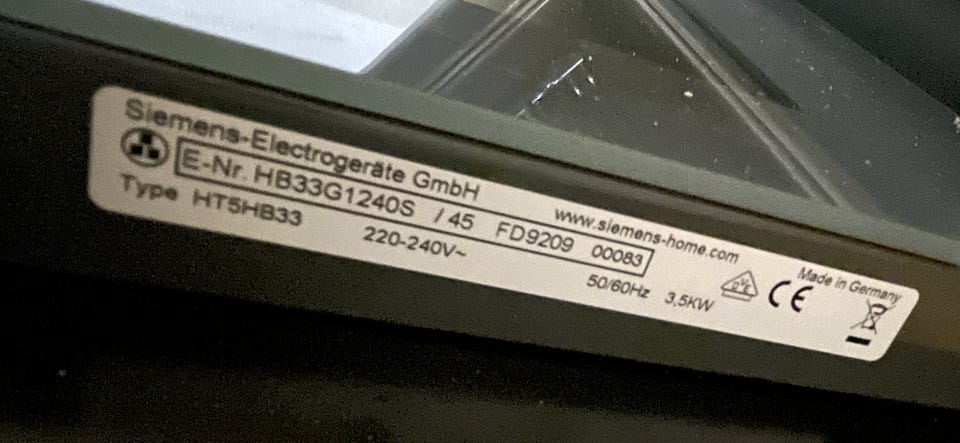 Siemens-Electrogeräte GmbH
www.siemens-home.com
E-Nr. HB33G1240S / 45 FD9209 00083
Made in Germany
Type HT5HB33
220-240V~
50/60Hz 3,5KW
DVE
CE